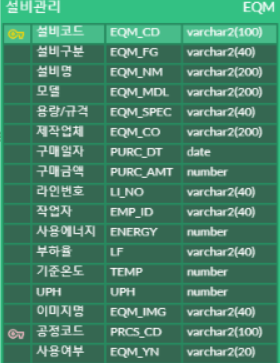 설비관리 EQM
설비코드 EQM_CD varchar2(100)
설비구분 EQM_FG varchar2(40)
설비명 EQM_NM varchar2(200)
모델 EQM_MDL varchar2(200)
용량/규격 EQM_SPEC varchar2(40)
제작업체 EQM_CO varchar2(200)
구매일자 PURC_DT date
구매금액 PURC_AMT number
라인번호 LI_NO varchar2(40)
작업자 EMP_ID varchar2(40)
사용에너지 ENERGY number
부하율 LF varchar2(40)
기준온도 TEMP number
UPH UPH number
이미지명 EQM_IMG varchar2(40)
공정코드 PRCS_CD varchar2(100)
사용여부 EQM_YN varchar2(20)